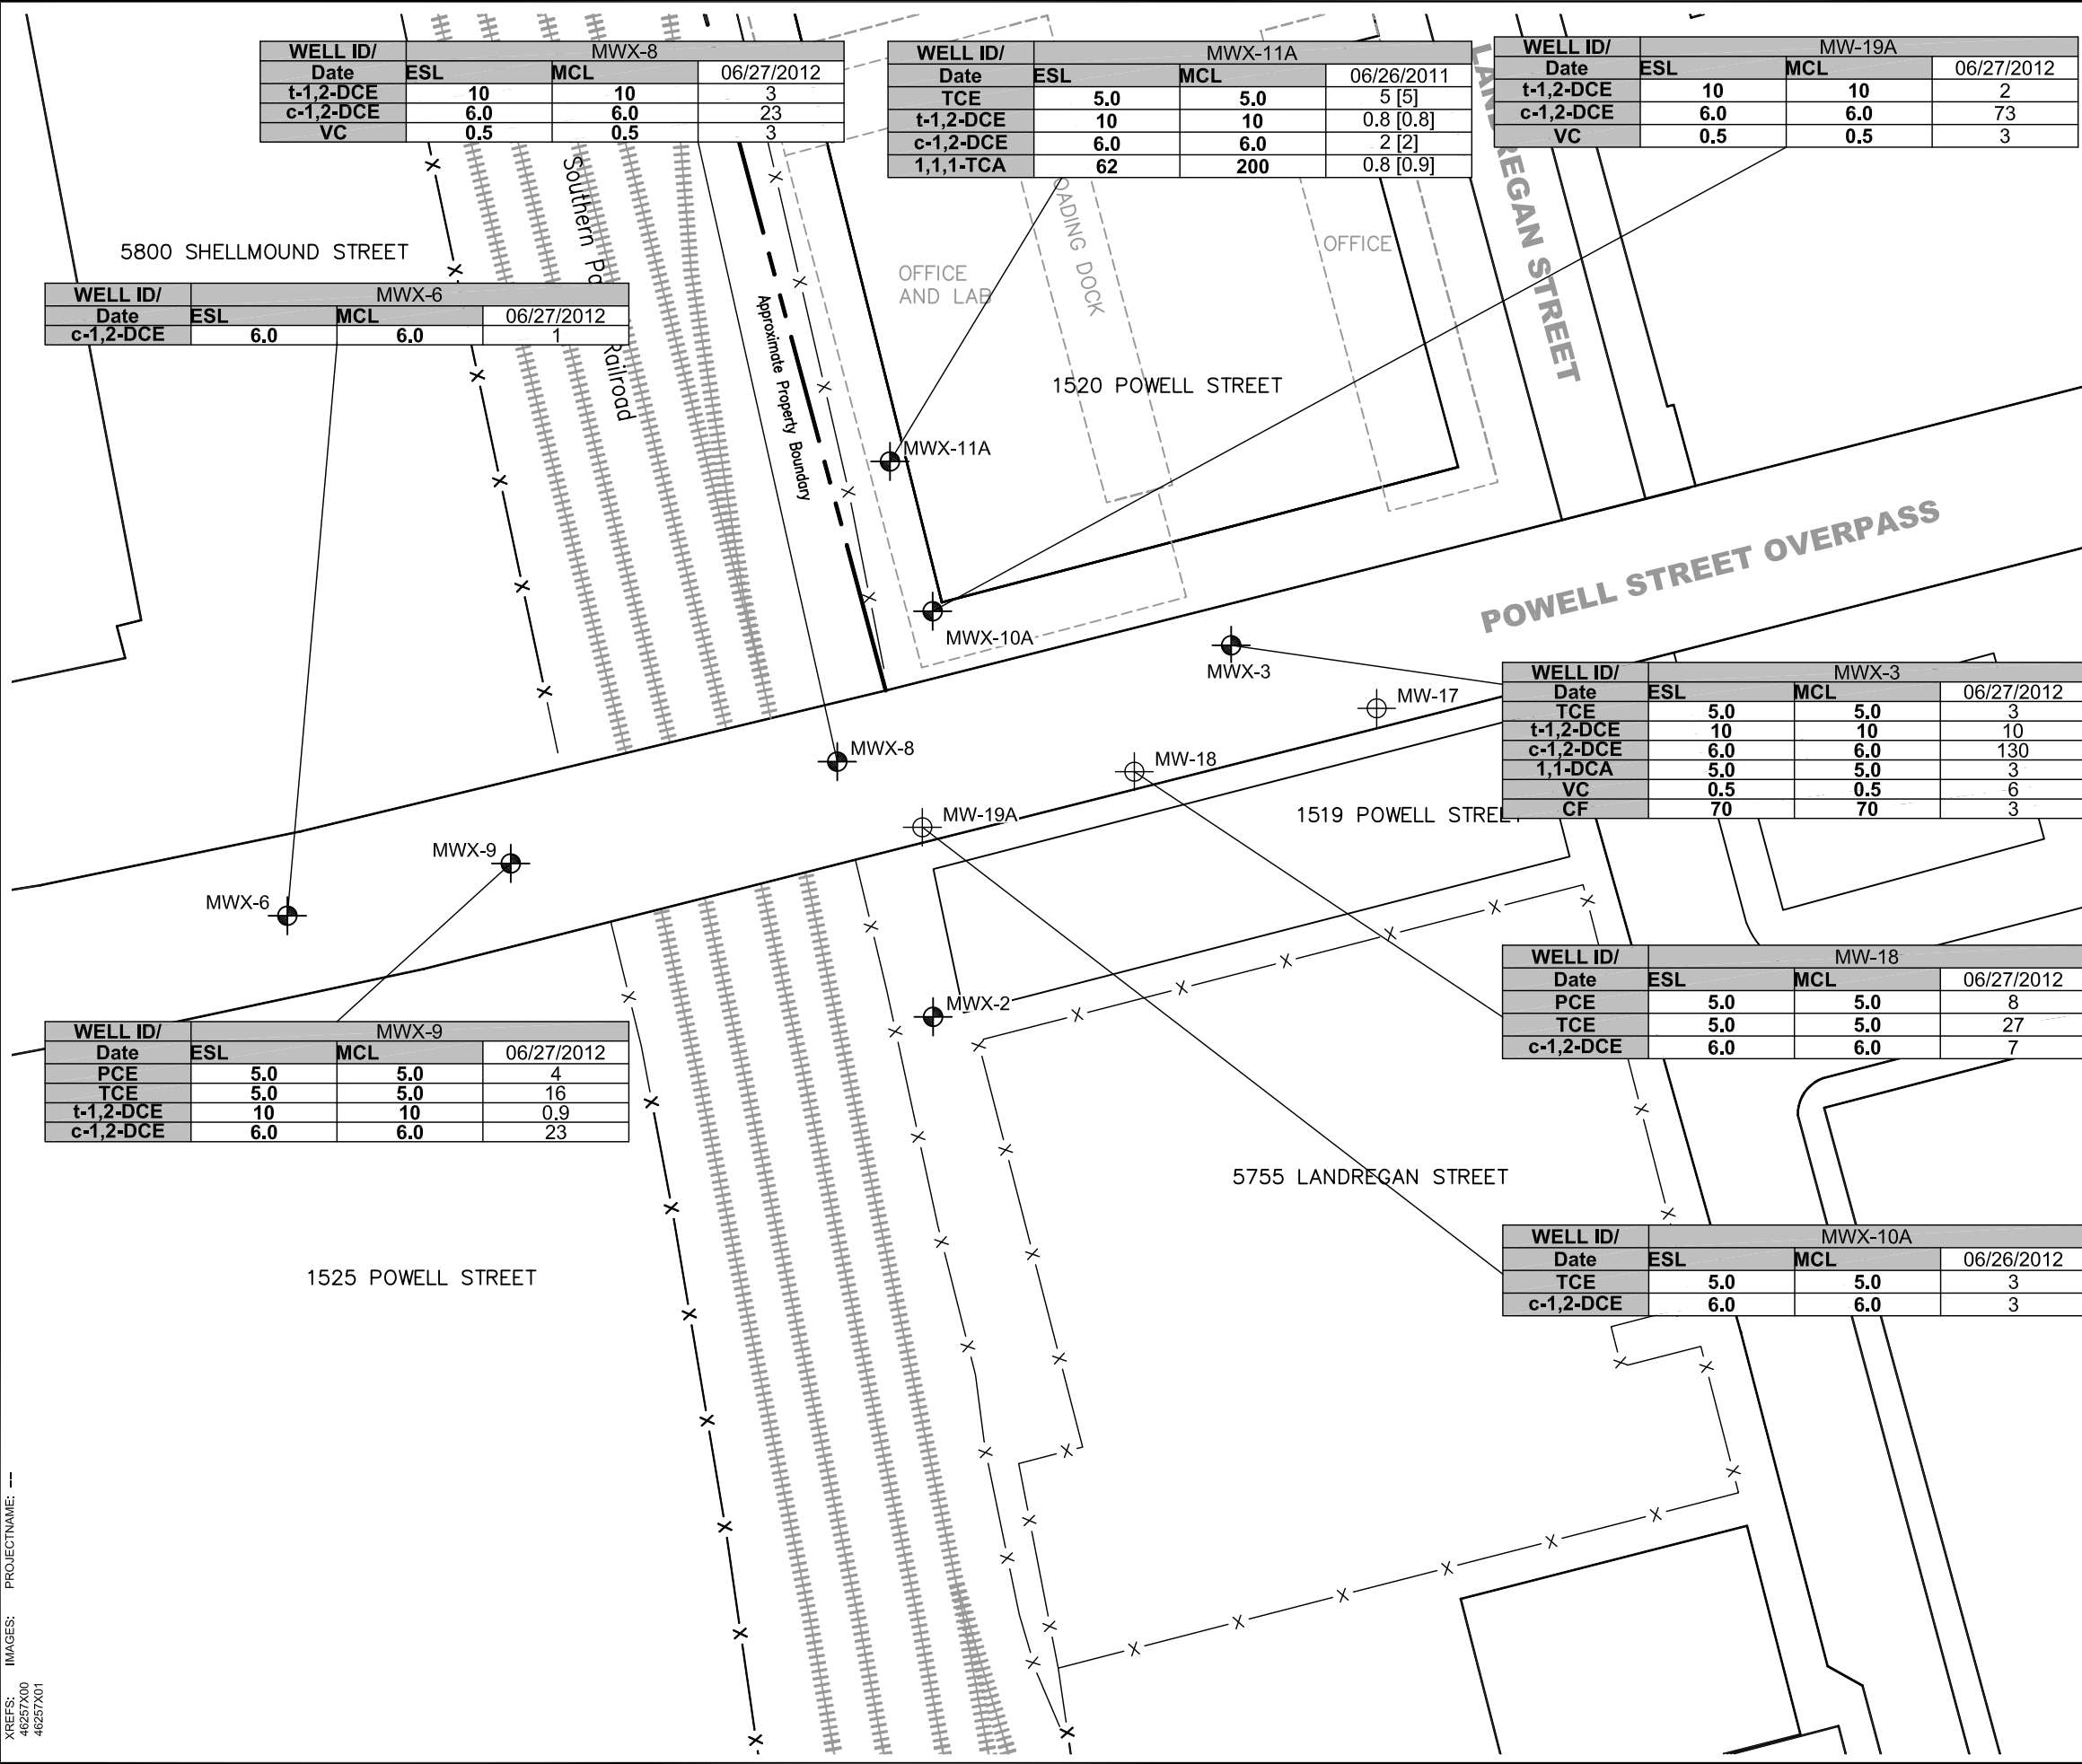 WELL ID/ MWX-8
Date ESL MCL 06/27/2012
t-1,2-DCE 10 10 3
c-1,2-DCE 6.0 6.0 23
VC 0.5 0.5 3
WELL ID/ MWX-11A
Date ESL MCL 06/26/2011
TCE 5.0 5.0 5 [5]
t-1,2-DCE 10 10 0.8 [0.8]
c-1,2-DCE 6.0 6.0 2 [2]
1,1,1-TCA 62 200 0.8 [0.9]
WELL ID/ MW-19A
Date ESL MCL 06/27/2012
t-1,2-DCE 10 10 2
c-1,2-DCE 6.0 6.0 73
VC 0.5 0.5 3
5800 SHELLMOUND STREET
WELL ID/ MWX-6
Date ESL MCL 06/27/2012
c-1,2-DCE 6.0 6.0 1
Southern Pa Railroad
Approximate Property Boundary
OFFICE
AND LAB
OADING DOCK
OFFICE
LANDREGAN STREET
1520 POWELL STREET
MWX-11A
POWELL STREET OVERPASS
MWX-10A
MWX-3
MW-17
WELL ID/ MWX-3
Date ESL MCL 06/27/2012
TCE 5.0 5.0 3
t-1,2-DCE 10 10 10
c-1,2-DCE 6.0 6.0 130
1,1-DCA 5.0 5.0 3
VC 0.5 0.5 6
CF 70 70 3
MWX-8
MW-18
MW-19A
1519 POWELL STREET
MWX-9
MWX-6
WELL ID/ MW-18
Date ESL MCL 06/27/2012
PCE 5.0 5.0 8
TCE 5.0 5.0 27
c-1,2-DCE 6.0 6.0 7
MWX-2
WELL ID/ MWX-9
Date ESL MCL 06/27/2012
PCE 5.0 5.0 4
TCE 5.0 5.0 16
t-1,2-DCE 10 10 0.9
c-1,2-DCE 6.0 6.0 23
5755 LANDREGAN STREET
WELL ID/ MWX-10A
Date ESL MCL 06/26/2012
TCE 5.0 5.0 3
c-1,2-DCE 6.0 6.0 3
1525 POWELL STREET
XREFS: IMAGES: PROJECTNAME: --
46257X00
46257X01